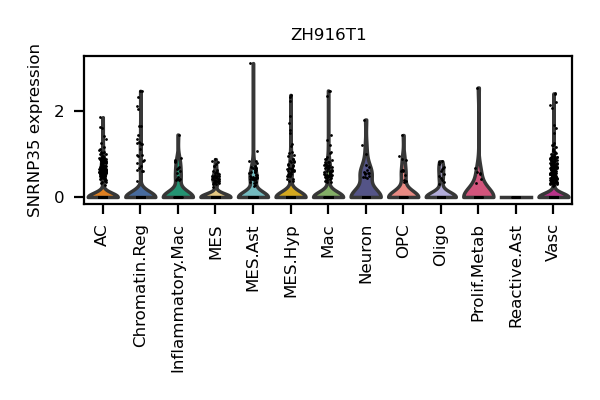 ZH916T1
SNRNP35 expression
2
0
AC
Chromatin.Reg
Inflammatory.Mac
MES
MES.Ast
MES.Hyp
Mac
Neuron
OPC
Oligo
Prolif.Metab
Reactive.Ast
Vasc